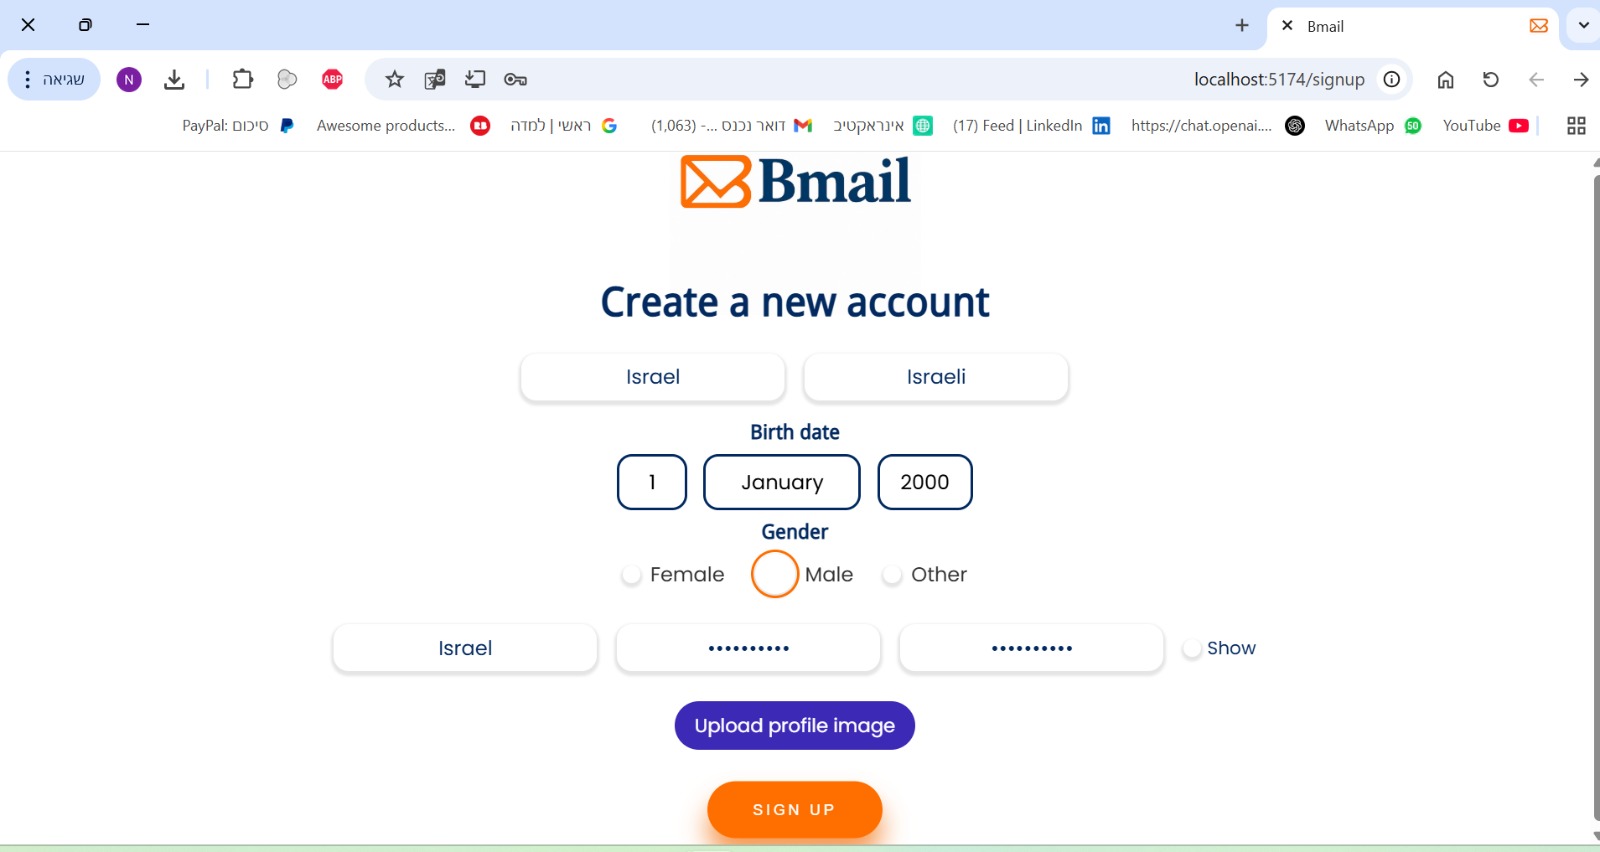 Bmail
שגיאה
N
ABP
localhost:5174/signup
PayPal: סיכום
Awesome products...
ראשי | למדה
דואר נכנס ...- (1,063)
אינראקטיב
(17) Feed | LinkedIn
https://chat.openai....
WhatsApp
50
YouTube
Bmail
Create a new account
Israel Israeli
Birth date
1 January 2000
Gender
Female Male Other
Israel •••••••••• •••••••••• Show
Upload profile image
SIGN UP